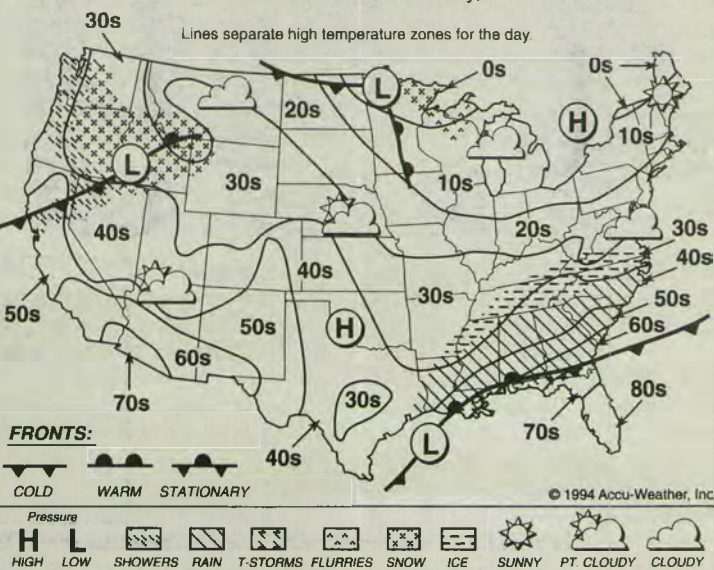 30s
Lines separate high temperature zones for the day.
0s
0s
L
H
20s
10s
L
30s
10s
40s
20s
30s
40s
40s
30s
50s
50s
H
60s
50s
60s
70s
30s
80s
70s
40s
L
FRONTS:
COLD WARM STATIONARY
© 1994 Accu-Weather, Inc.
Pressure
H L
HIGH LOW SHOWERS RAIN T-STORMS FLURRIES SNOW ICE SUNNY PT. CLOUDY CLOUDY